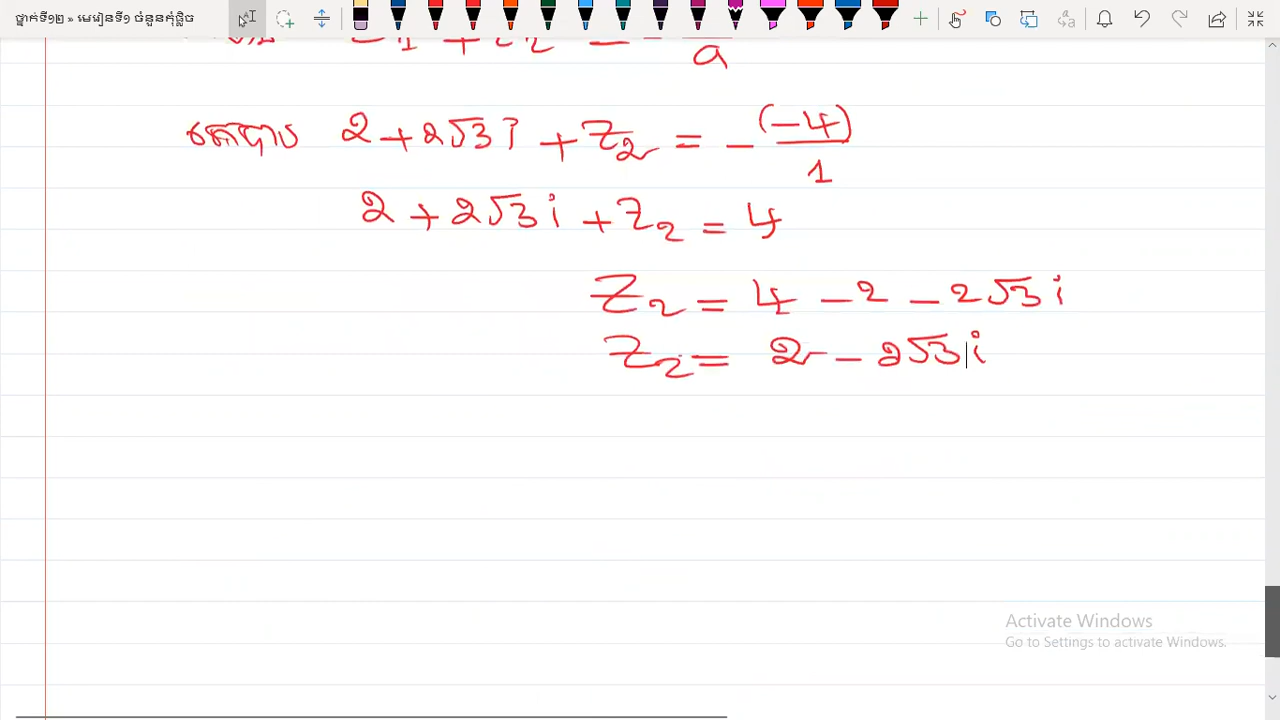 ថ្នាក់ទី១២ » មេរៀនទី១ ចំនួនកុំផ្លិច
a
គេបាន 2 + 2√3 i + Z₂ = - (-4)/1
2 + 2√3 i + Z₂ = 4
Z₂ = 4 - 2 - 2√3 i
Z₂ = 2 - 2√3 i
Activate Windows
Go to Settings to activate Windows.